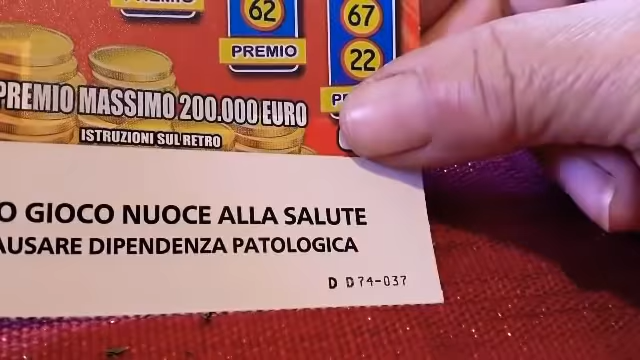 PREMIO
62
PREMIO
67
22
PREMIO MASSIMO 200.000 EURO
ISTRUZIONI SUL RETRO
GIOCO NUOCE ALLA SALUTE
DIPENDENZA PATOLOGICA
D D74-037